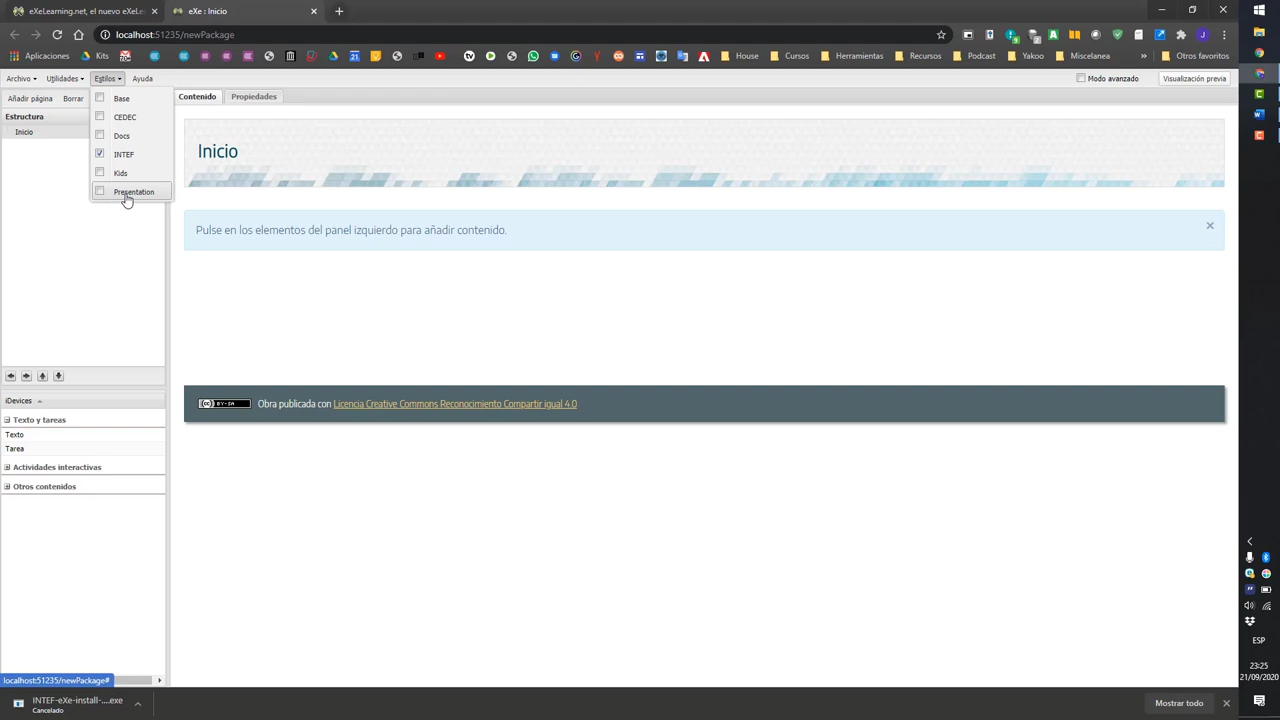 eXeLearning.net, el nuevo eXeLe
eXe : Inicio
localhost:51235/newPackage
Aplicaciones
Kits
House
Cursos
Herramientas
Recursos
Podcast
Yakoo
Miscelanea
Otros favoritos
Archivo
Utilidades
Estilos
Ayuda
Modo avanzado
Visualización previa
Añadir página
Borrar
Base
Contenido
Propiedades
Estructura
CEDEC
Inicio
Docs
INTEF
Kids
Presentation
Inicio
Pulse en los elementos del panel izquierdo para añadir contenido.
BY-SA
Obra publicada con Licencia Creative Commons Reconocimiento Compartir igual 4.0
iDevices
Texto y tareas
Texto
Tarea
Actividades interactivas
Otros contenidos
localhost:51235/newPackage#
INTEF-eXe-install-....exe
Cancelado
Mostrar todo
ESP
23:25
21/09/2020